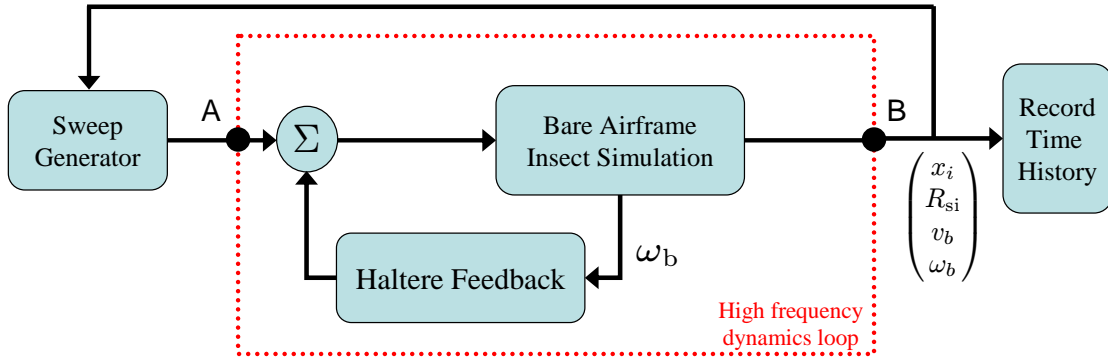 Sweep
Generator
A
Σ
Bare Airframe
Insect Simulation
B
Record
Time
History
x_i
R_si
v_b
ω_b
Haltere Feedback
ω_b
High frequency
dynamics loop